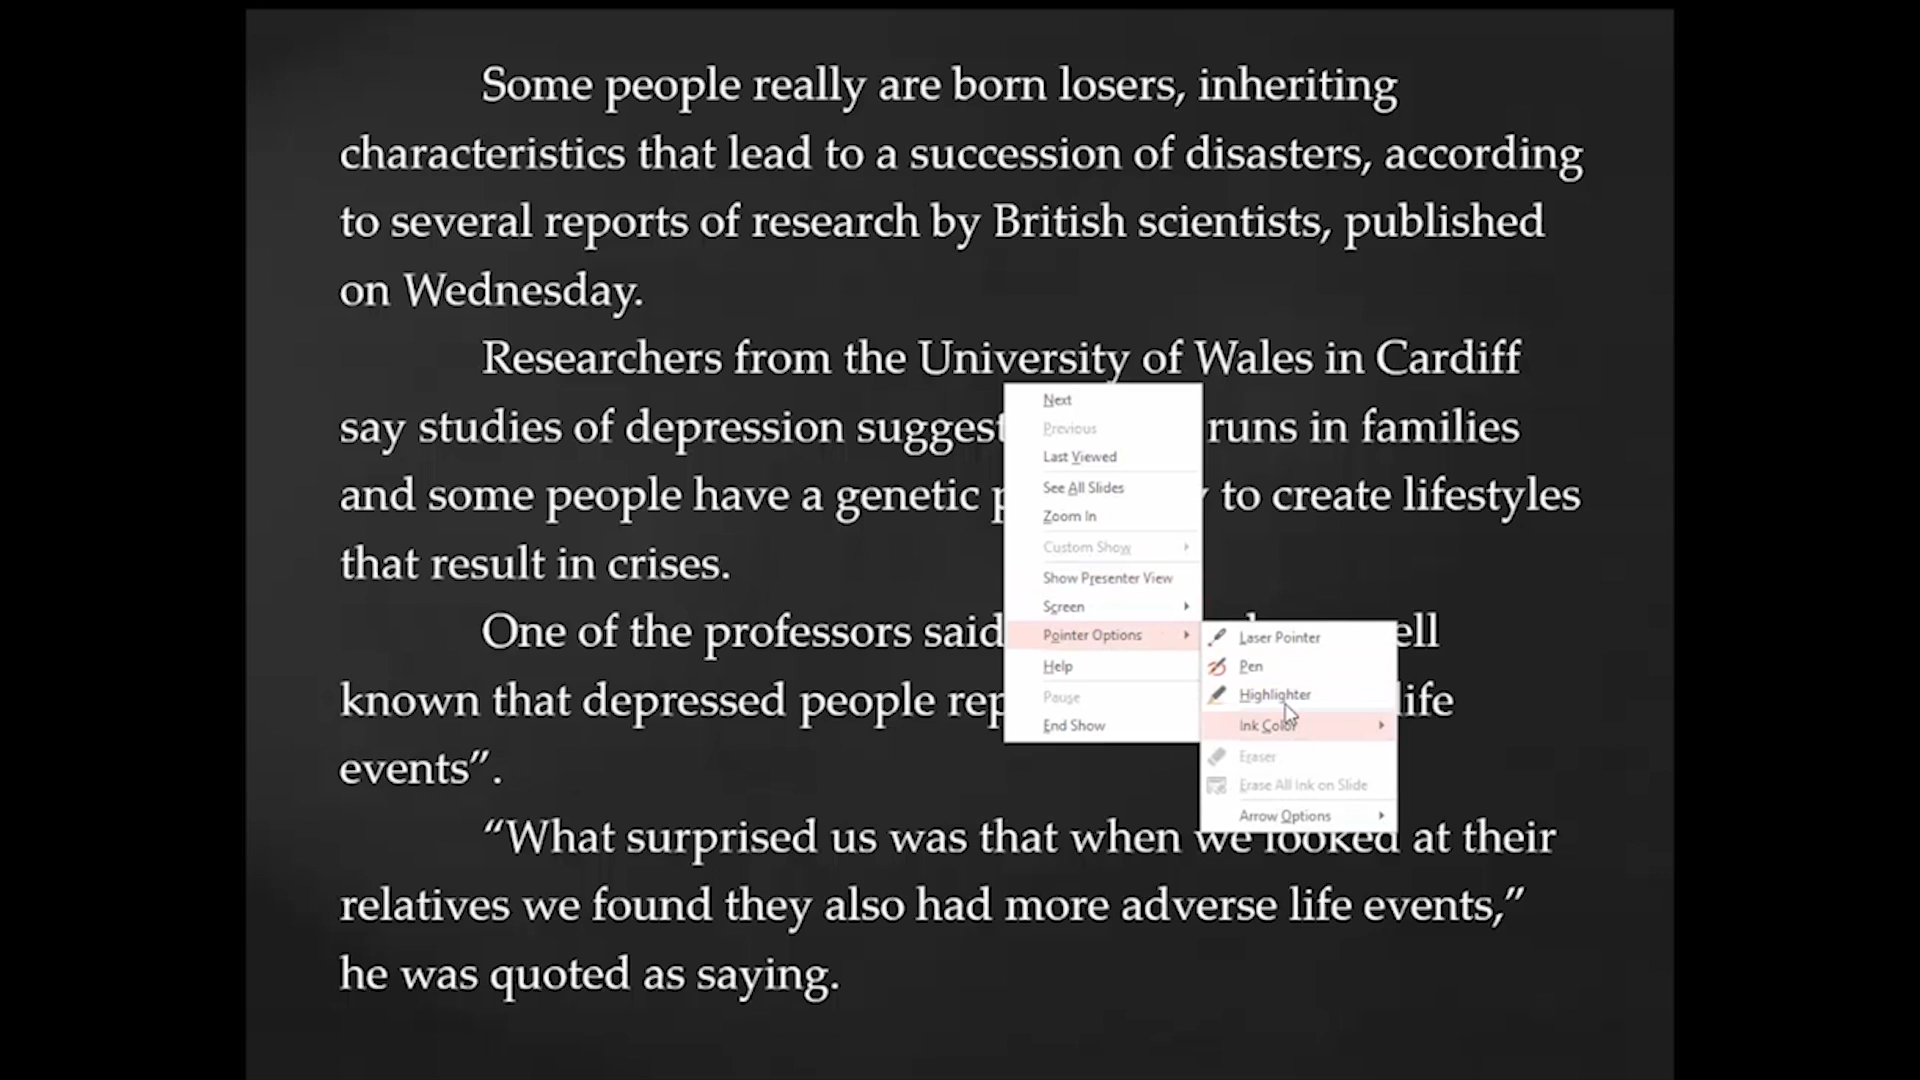 Some people really are born losers, inheriting
characteristics that lead to a succession of disasters, according
to several reports of research by British scientists, published
on Wednesday.
Researchers from the University of Wales in Cardiff
say studies of depression suggest runs in families
and some people have a genetic to create lifestyles
that result in crises.
One of the professors said
known that depressed people life
events”.
“What surprised us was that when we looked at their
relatives we found they also had more adverse life events,”
he was quoted as saying.
Next
Previous
Last Viewed
See All Slides
Zoom In
Custom Show
Show Presenter View
Screen
Pointer Options
Help
Pause
End Show
Laser Pointer
Pen
Highlighter
Ink Color
Eraser
Erase All Ink on Slide
Arrow Options